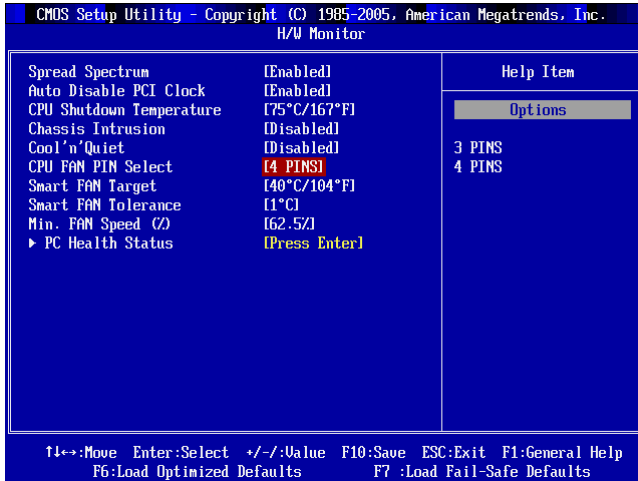 CMOS Setup Utility - Copyright (C) 1985-2005, American Megatrends, Inc.
H/W Monitor
Spread Spectrum [Enabled]
Auto Disable PCI Clock [Enabled]
CPU Shutdown Temperature [75°C/167°F]
Chassis Intrusion [Disabled]
Cool'n'Quiet [Disabled]
CPU FAN PIN Select [4 PINS]
Smart FAN Target [40°C/104°F]
Smart FAN Tolerance [1°C]
Min. FAN Speed (%) [62.5%]
▶ PC Health Status [Press Enter]
Help Item
Options
3 PINS
4 PINS
↑↓↔:Move Enter:Select +/-/:Value F10:Save ESC:Exit F1:General Help
F6:Load Optimized Defaults F7 :Load Fail-Safe Defaults